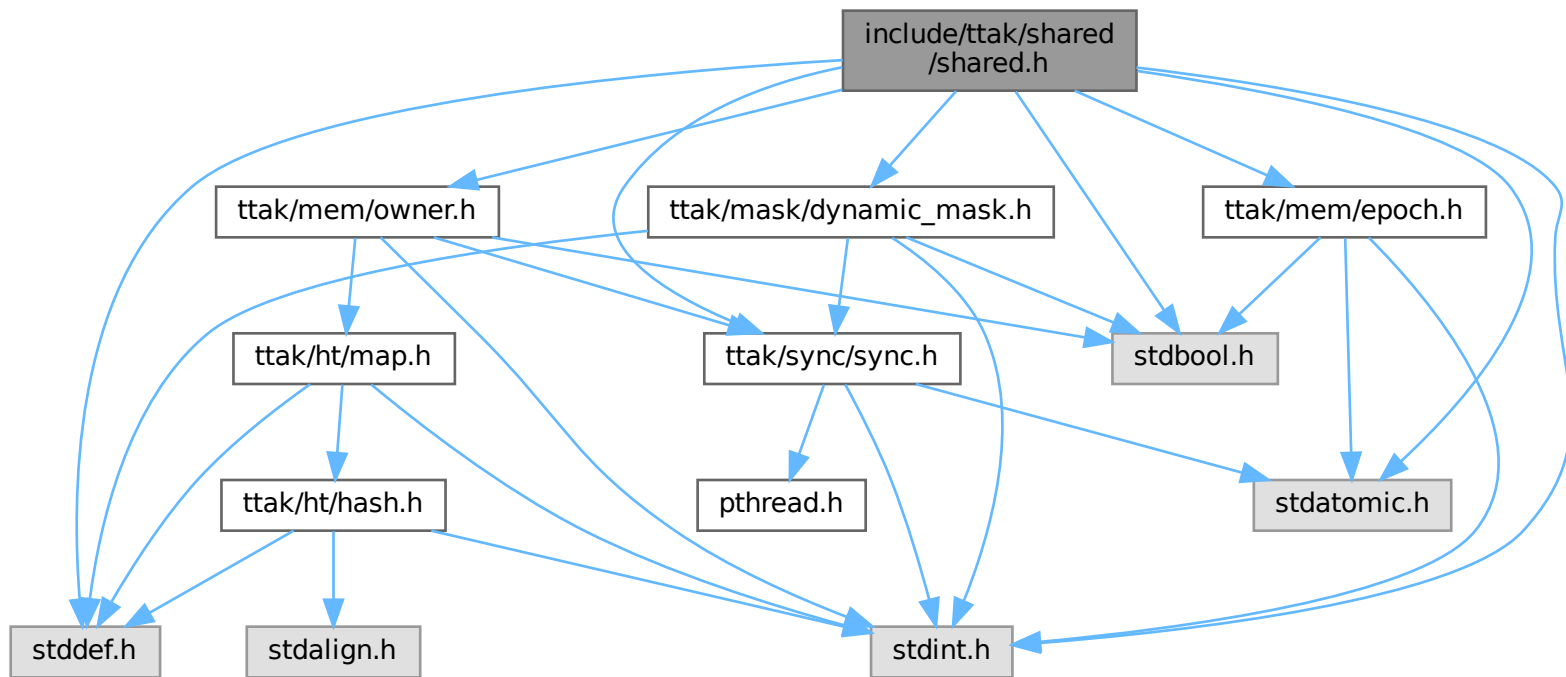 include/ttak/shared
/shared.h
ttak/mem/owner.h
ttak/mask/dynamic_mask.h
ttak/mem/epoch.h
ttak/ht/map.h
ttak/sync/sync.h
stdbool.h
ttak/ht/hash.h
pthread.h
stdatomic.h
stddef.h
stdalign.h
stdint.h